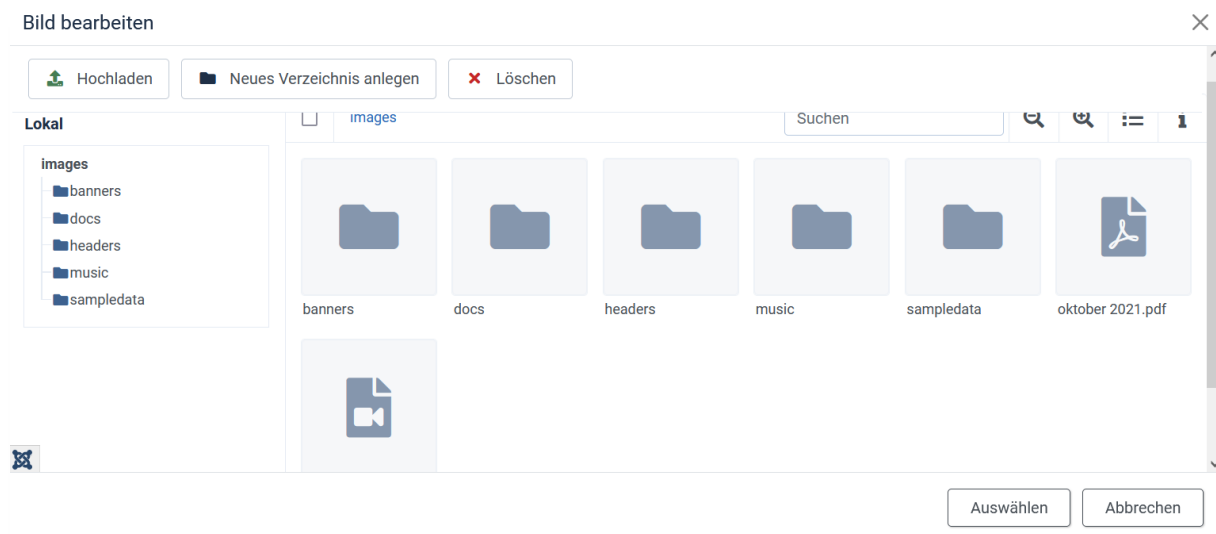 Bild bearbeiten
Hochladen
Neues Verzeichnis anlegen
Löschen
Lokal
images
Suchen
images
banners
docs
headers
music
sampledata
banners
docs
headers
music
sampledata
oktober 2021.pdf
Auswählen
Abbrechen